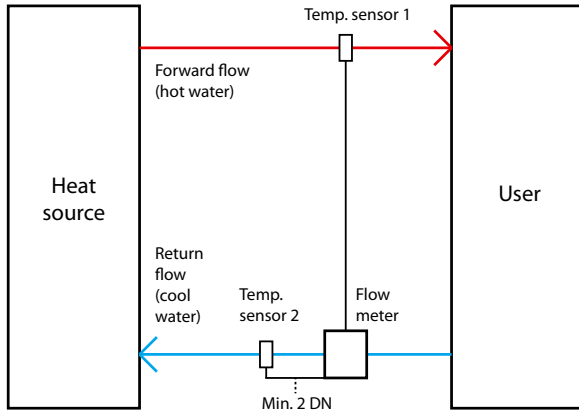 Temp. sensor 1
Forward flow
(hot water)
Heat
source
User
Return
flow
(cool
water)
Temp.
sensor 2
Flow
meter
Min. 2 DN